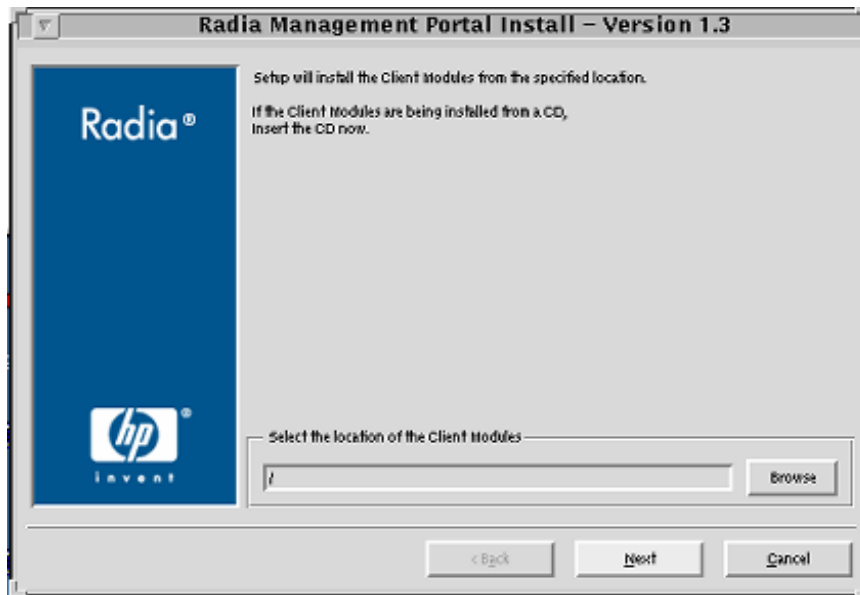 Radia Management Portal Install – Version 1.3
Radia®
Setup will install the Client Modules from the specified location.
If the Client Modules are being installed from a CD,
Insert the CD now.
hp®
invent
Select the location of the Client Modules
/
Browse
< Back
Next
Cancel